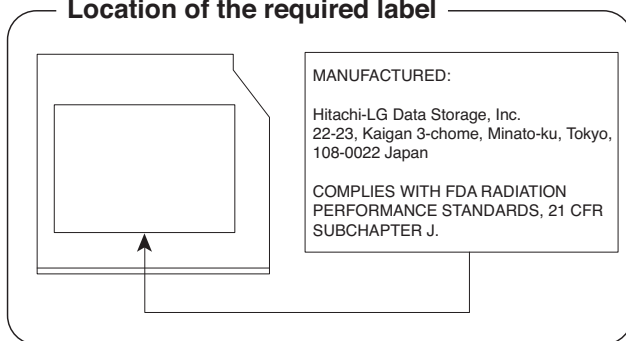 Location of the required label
MANUFACTURED:
Hitachi-LG Data Storage, Inc.
22-23, Kaigan 3-chome, Minato-ku, Tokyo,
108-0022 Japan
COMPLIES WITH FDA RADIATION
PERFORMANCE STANDARDS, 21 CFR
SUBCHAPTER J.